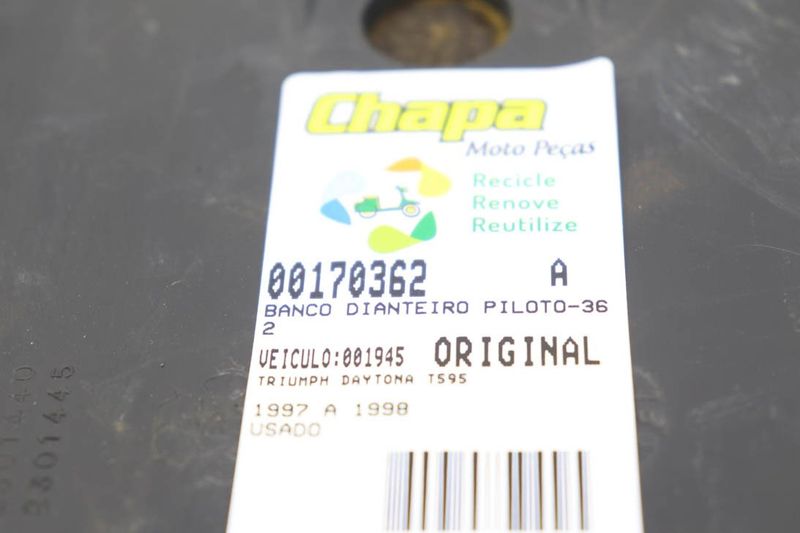 Chapa
Moto Peças
Recicle
Renove
Reutilize
00170362 A
BANCO DIANTEIRO PILOTO-36
2
VEICULO:001945 ORIGINAL
TRIUMPH DAYTONA T595
1997 A 1998
USADO